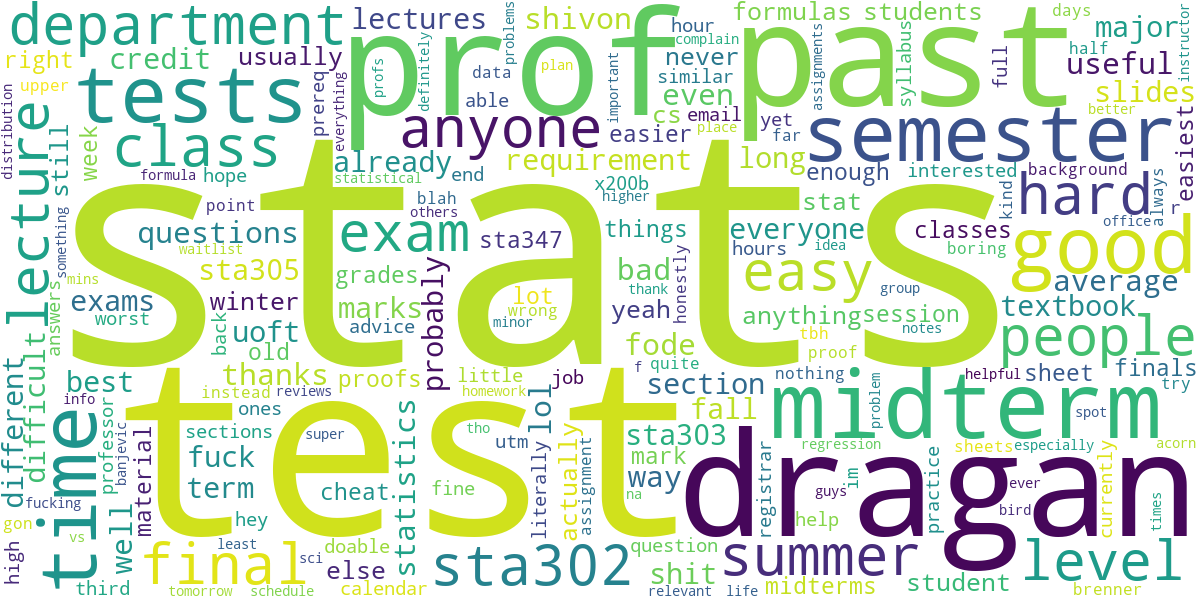 department
lectures
shivon
formulas
students
days
prof
past
hour
complain
problems
major
half
instructor
right
credit
usually
never
similar
data
definitely
profs
plan
important
assignments
syllabus
full
useful
upper
tests
prereq
everything
able
even
cs
email
yet
place
far
better
slides
distribution
class
anyone
easier
semester
easiest
lecture
still
week
already
requirement
long
enough
interested
background
hope
formula
statistical
end
x200b
higher
stat
hard
kind
always
r
stats
point
blah
others
things
everyone
hours
idea
classes
office
boring
good
questions
waitlist
exam
sta347
something
sta305
grades
bad
thank
honestly
easy
group
average
mins
exams
winter
marks
lot
wrong
yeah
anything
session
textbook
answers
worst
uoft
back
advice
probably
minor
tbh
notes
proof
people
difficult
old
fode
quite
nothing
f
different
best
thanks
proofs
little
job
section
sheet
helpful
finals
try
info
instead
reviews
homework
midterm
problem
spot
time
ones
test
lol
fall
professor
banjevic
sections
super
tho
utm
sta303
regression
sheets
especially
acorn
material
fuck
statistics
literally
actually
assignment
mark
dragan
well
term
cheat
fine
na
way
registrar
guys
im
practice
ever
bird
currently
times
gon
fucking
hey
help
vs
high
least
doable
question
final
sci
else
sta302
shit
summer
level
third
tomorrow
schedule
calendar
relevant
life
midterms
student
brenner